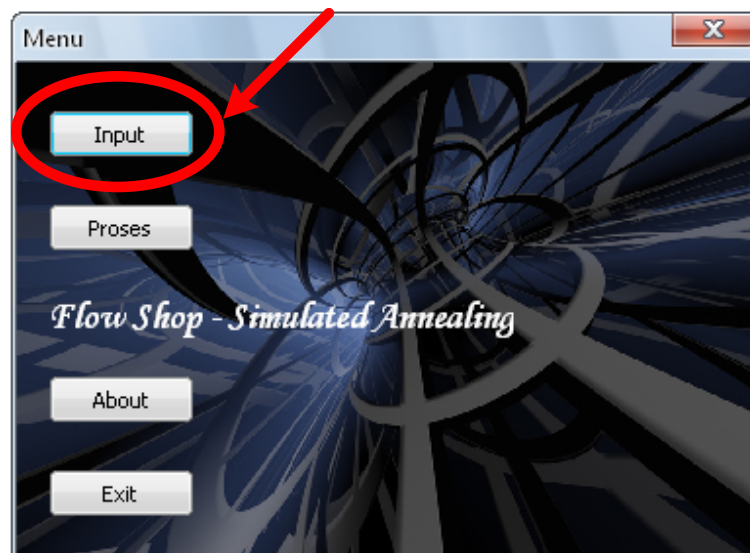 Menu
Input
Proses
Flow Shop - Simulated Annealing
About
Exit